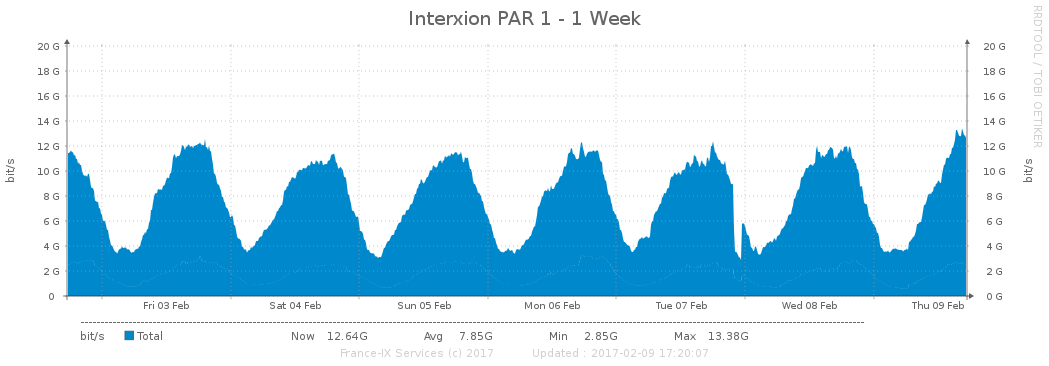 Interxion PAR 1 - 1 Week
RRDTOOL / TOBI OETIKER
bit/s
20 G
18 G
16 G
14 G
12 G
10 G
8 G
6 G
4 G
2 G
0
20 G
18 G
16 G
14 G
12 G
10 G
8 G
6 G
4 G
2 G
0 G
bit/s
Fri 03 Feb Sat 04 Feb Sun 05 Feb Mon 06 Feb Tue 07 Feb Wed 08 Feb Thu 09 Feb
bit/s Total Now 12.64G Avg 7.85G Min 2.85G Max 13.38G
France-IX Services (c) 2017 Updated : 2017-02-09 17:20:07